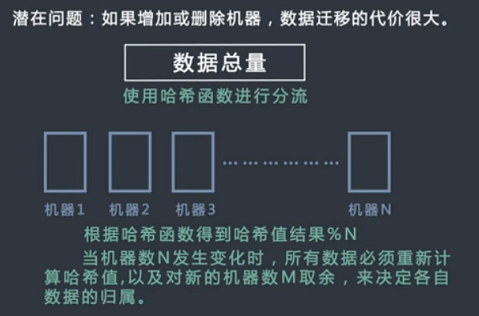 潜在问题：如果增加或删除机器，数据迁移的代价很大。
数据总量
使用哈希函数进行分流
机器1 机器2 机器3 ……………… 机器N
根据哈希函数得到哈希值结果%N
当机器数N发生变化时，所有数据必须重新计
算哈希值,以及对新的机器数M取余，来决定各自
数据的归属。